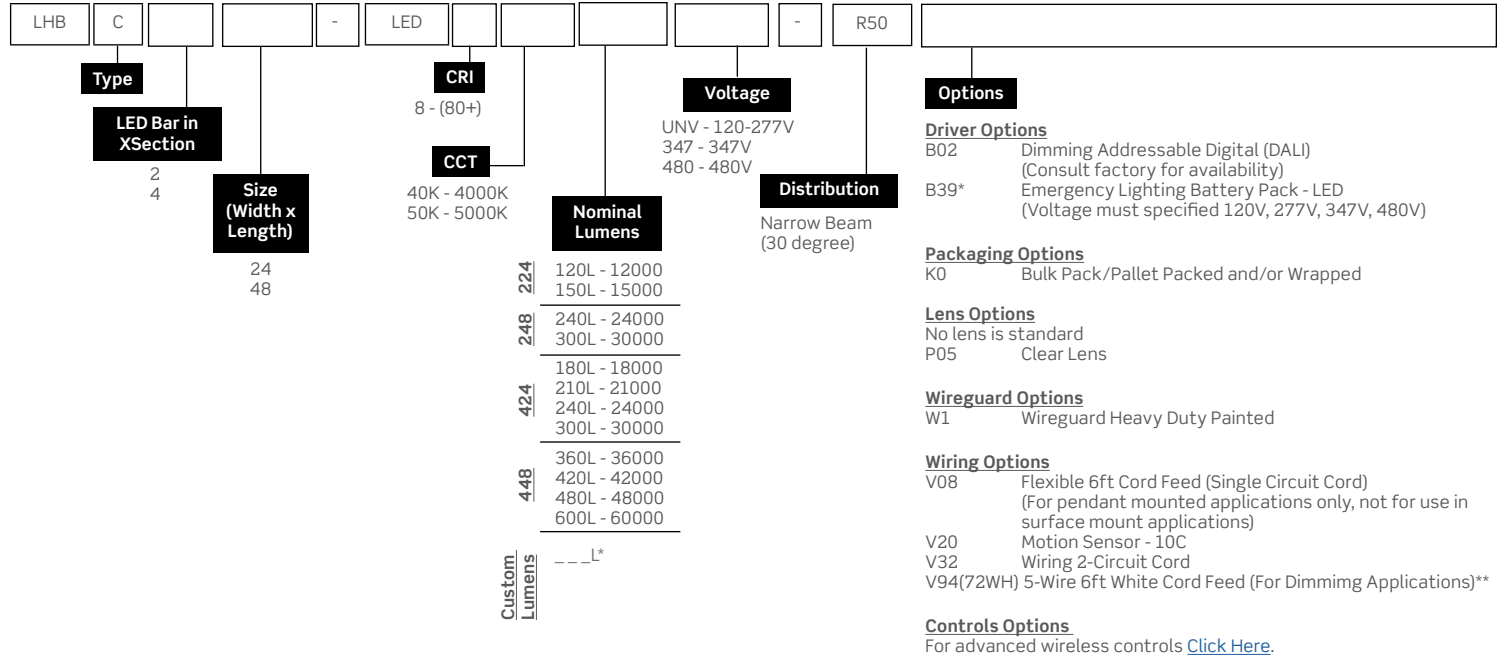 LHB C - LED - R50
Type
LED Bar in
XSection
2
4
Size
(Width x
Length)
24
48
CRI
8 - (80+)
CCT
40K - 4000K
50K - 5000K
Nominal
Lumens
224
120L - 12000
150L - 15000
248
240L - 24000
300L - 30000
424
180L - 18000
210L - 21000
240L - 24000
300L - 30000
448
360L - 36000
420L - 42000
480L - 48000
600L - 60000
Custom
Lumens
_ _ _L*
Voltage
UNV - 120-277V
347 - 347V
480 - 480V
Distribution
Narrow Beam
(30 degree)
Options
Driver Options
B02 Dimming Addressable Digital (DALI)
(Consult factory for availability)
B39* Emergency Lighting Battery Pack - LED
(Voltage must specified 120V, 277V, 347V, 480V)
Packaging Options
K0 Bulk Pack/Pallet Packed and/or Wrapped
Lens Options
No lens is standard
P05 Clear Lens
Wireguard Options
W1 Wireguard Heavy Duty Painted
Wiring Options
V08 Flexible 6ft Cord Feed (Single Circuit Cord)
(For pendant mounted applications only, not for use in
surface mount applications)
V20 Motion Sensor - 10C
V32 Wiring 2-Circuit Cord
V94(72WH) 5-Wire 6ft White Cord Feed (For Dimmimg Applications)**
Controls Options
For advanced wireless controls Click Here.